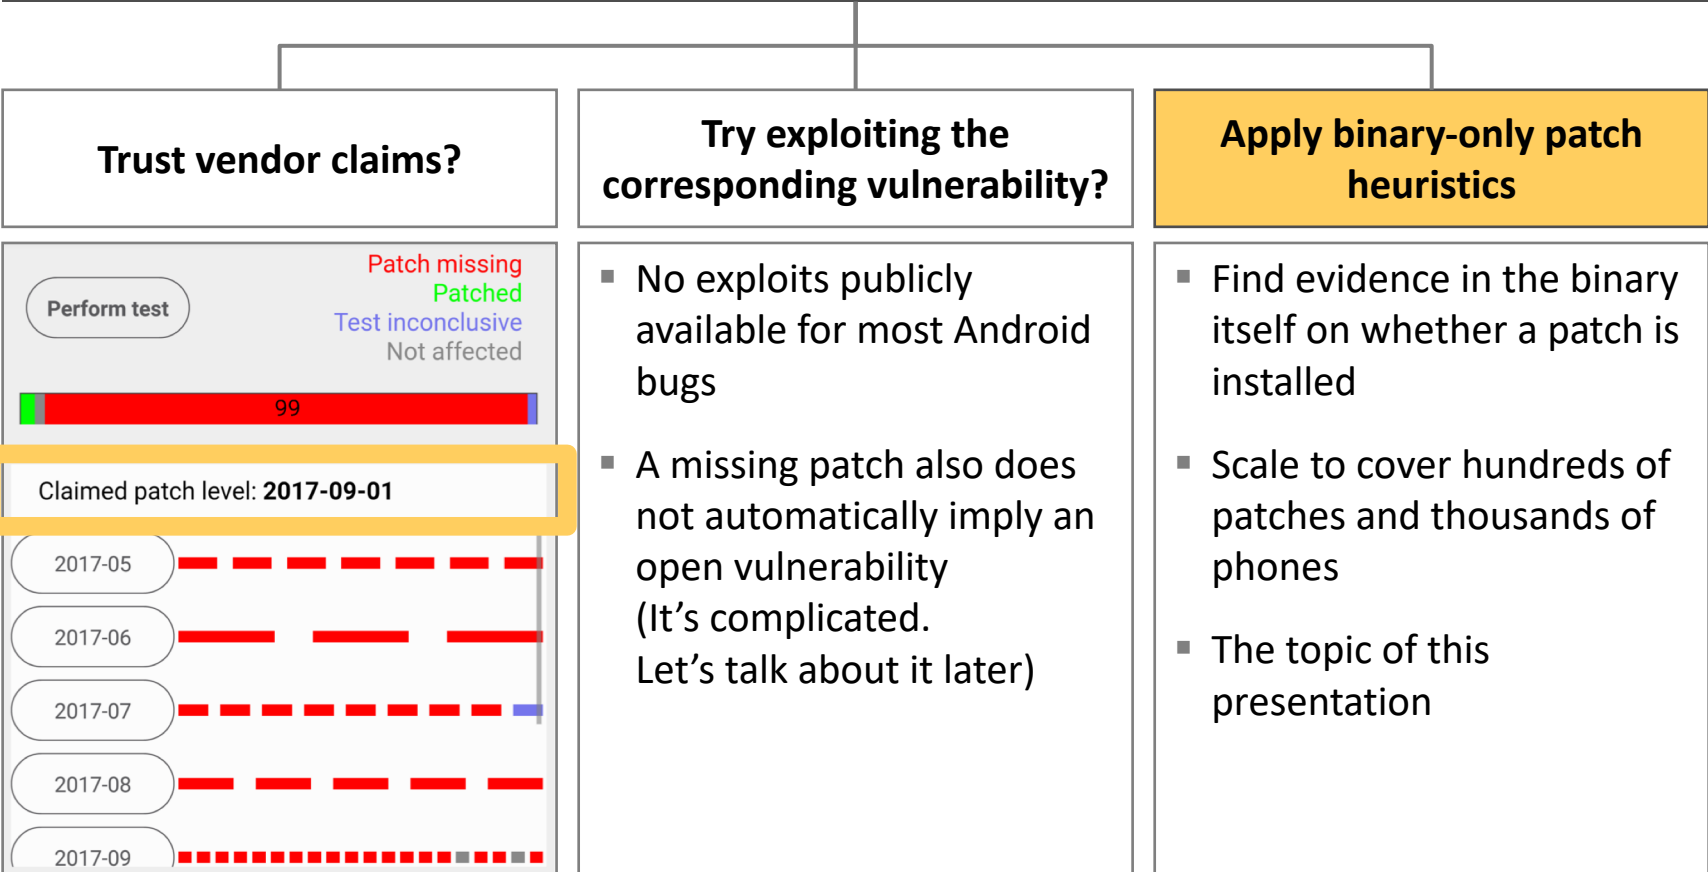 Trust vendor claims?
Try exploiting the
corresponding vulnerability?
Apply binary-only patch
heuristics
Perform test
Patch missing
Patched
Test inconclusive
Not affected
99
Claimed patch level: 2017-09-01
2017-05
2017-06
2017-07
2017-08
2017-09
▪ No exploits publicly
available for most Android
bugs
▪ A missing patch also does
not automatically imply an
open vulnerability
(It’s complicated.
Let’s talk about it later)
▪ Find evidence in the binary
itself on whether a patch is
installed
▪ Scale to cover hundreds of
patches and thousands of
phones
▪ The topic of this
presentation